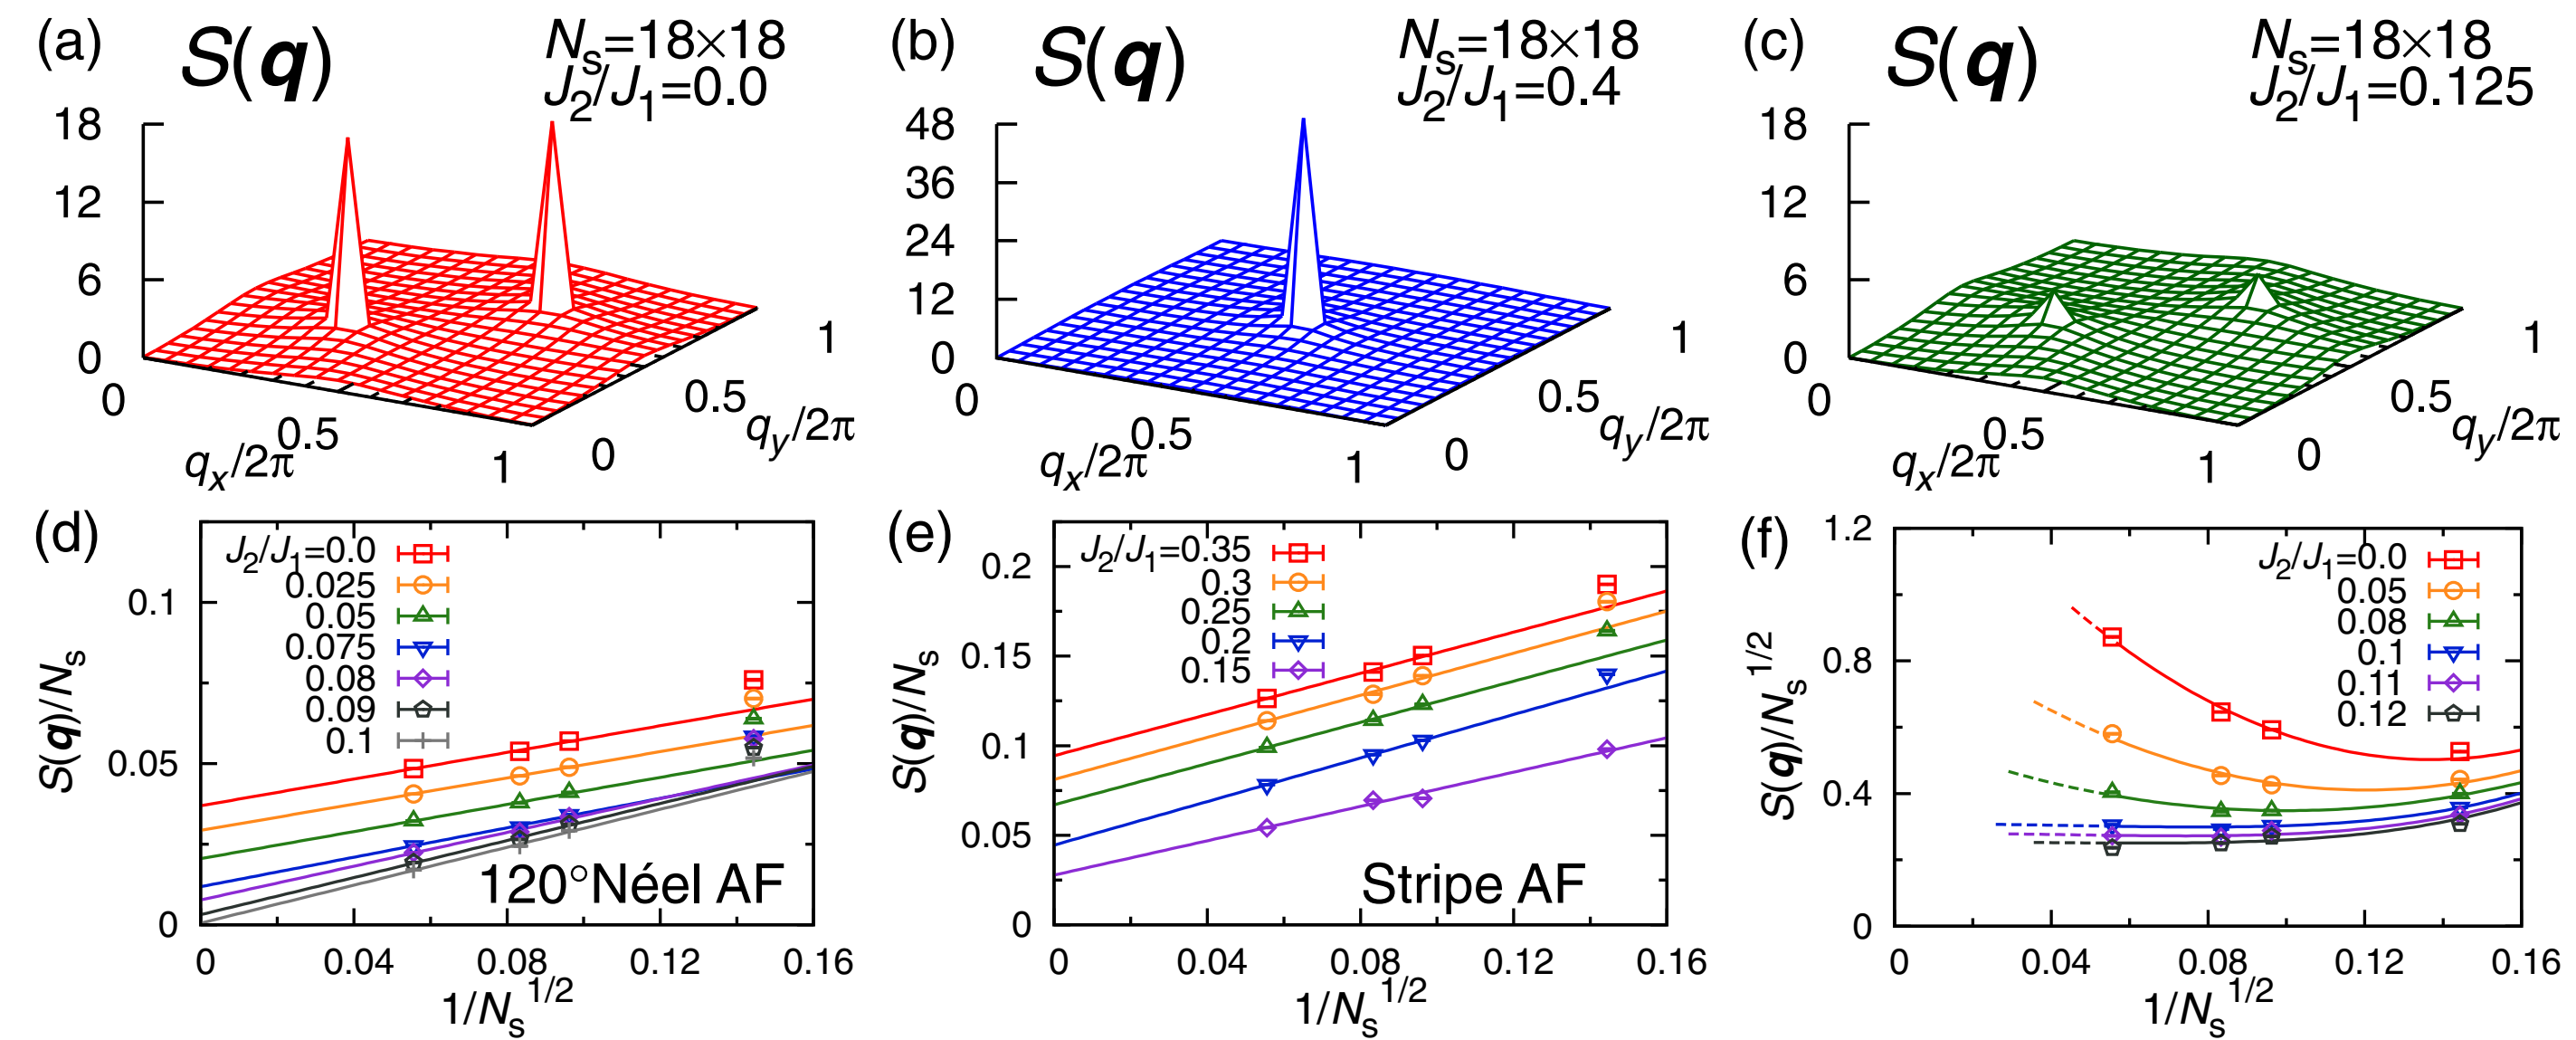 (a)
S(q)
Ns=18×18
J2/J1=0.0
18
12
6
0
0
0.5
1
qx/2π
0
0.5
1
qy/2π
(b)
S(q)
Ns=18×18
J2/J1=0.4
48
36
24
12
0
0
0.5
1
qx/2π
0
0.5
1
qy/2π
(c)
S(q)
Ns=18×18
J2/J1=0.125
18
12
6
0
0
0.5
1
qx/2π
0
0.5
1
qy/2π
(d)
J2/J1=0.0
0.025
0.05
0.075
0.08
0.09
0.1
120°Néel AF
S(q)/Ns
0.1
0.05
0
0 0.04 0.08 0.12 0.16
1/Ns1/2
(e)
J2/J1=0.35
0.3
0.25
0.2
0.15
Stripe AF
S(q)/Ns
0.2
0.15
0.1
0.05
0
0 0.04 0.08 0.12 0.16
1/Ns1/2
(f)
J2/J1=0.0
0.05
0.08
0.1
0.11
0.12
S(q)/Ns1/2
1.2
0.8
0.4
0
0 0.04 0.08 0.12 0.16
1/Ns1/2